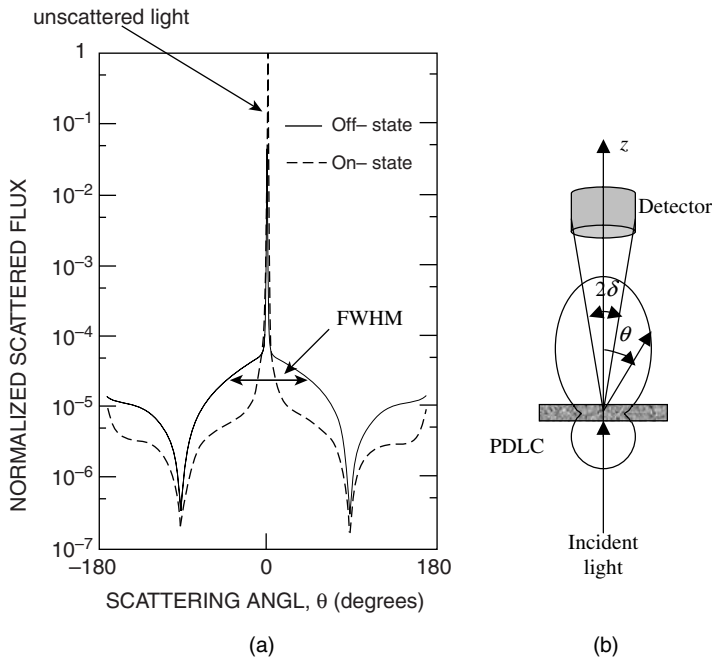 unscattered light
1
10⁻¹
10⁻²
10⁻³
10⁻⁴
10⁻⁵
10⁻⁶
10⁻⁷
NORMALIZED SCATTERED FLUX
Off– state
On– state
FWHM
–180
0
180
SCATTERING ANGL, θ (degrees)
(a)
z
Detector
2δ
θ
PDLC
Incident
light
(b)